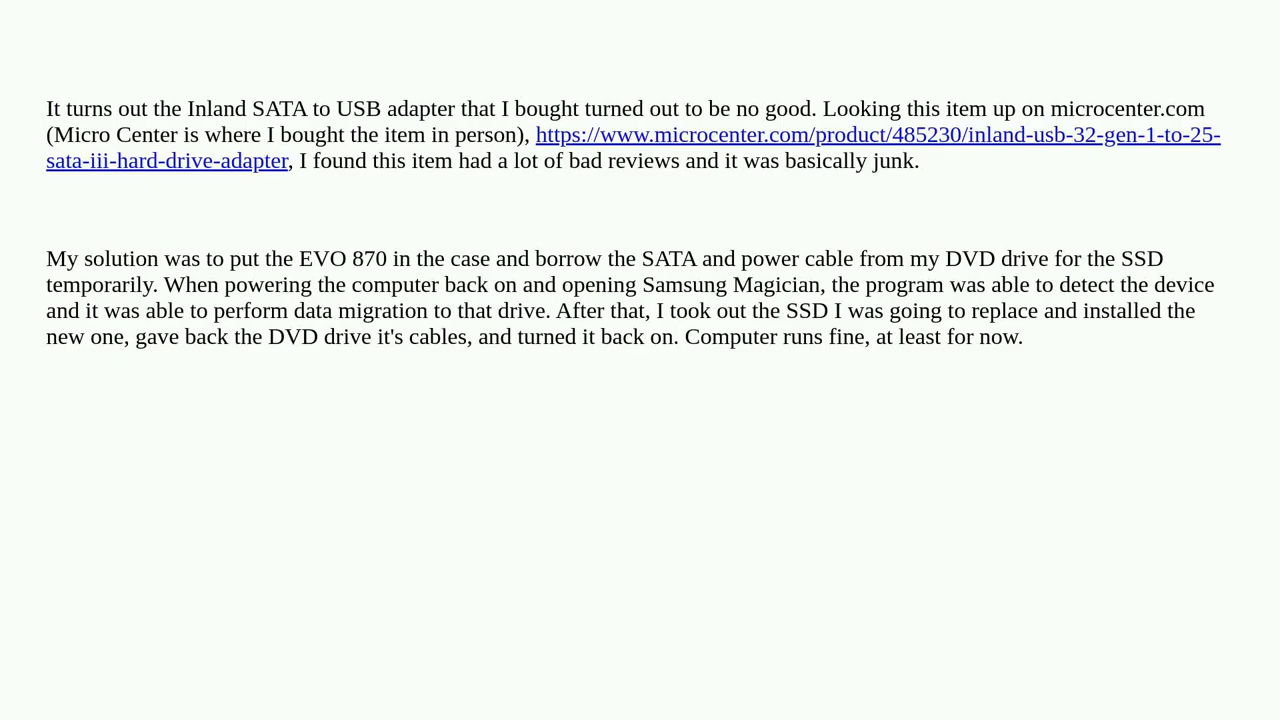 It turns out the Inland SATA to USB adapter that I bought turned out to be no good. Looking this item up on microcenter.com
(Micro Center is where I bought the item in person), https://www.microcenter.com/product/485230/inland-usb-32-gen-1-to-25-
sata-iii-hard-drive-adapter, I found this item had a lot of bad reviews and it was basically junk.
My solution was to put the EVO 870 in the case and borrow the SATA and power cable from my DVD drive for the SSD
temporarily. When powering the computer back on and opening Samsung Magician, the program was able to detect the device
and it was able to perform data migration to that drive. After that, I took out the SSD I was going to replace and installed the
new one, gave back the DVD drive it's cables, and turned it back on. Computer runs fine, at least for now.